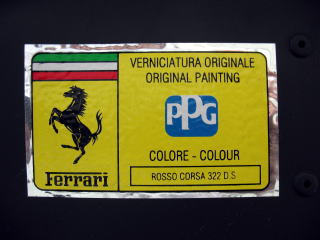 VERNICIATURA ORIGINALE
ORIGINAL PAINTING
PPG
COLORE - COLOUR
Ferrari
ROSSO CORSA 322 D.S